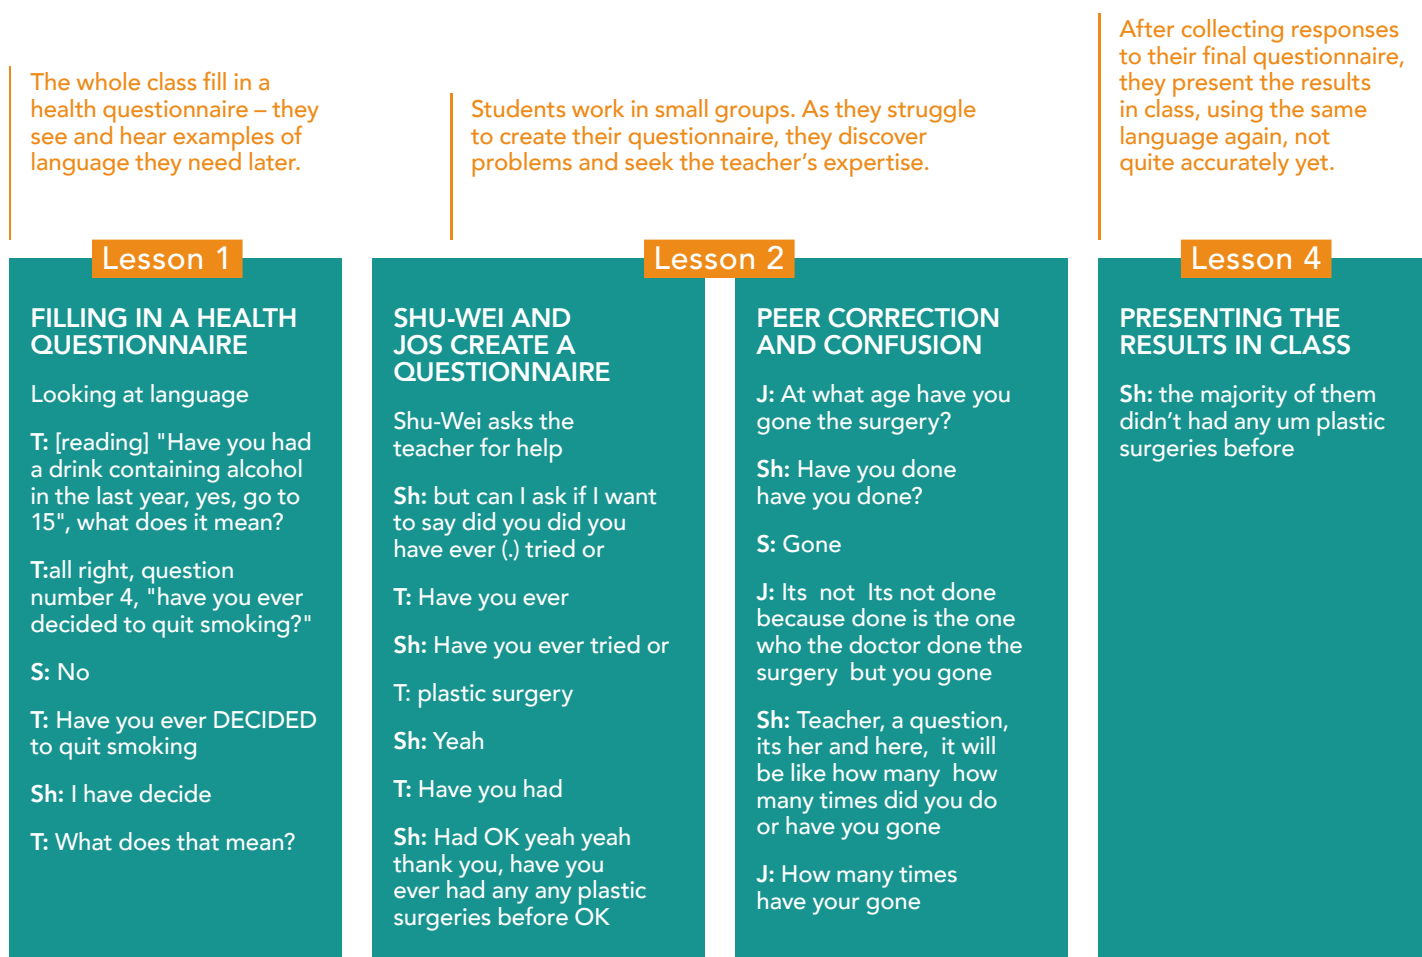 The whole class fill in a
health questionnaire – they
see and hear examples of
language they need later.
Students work in small groups. As they struggle
to create their questionnaire, they discover
problems and seek the teacher’s expertise.
After collecting responses
to their final questionnaire,
they present the results
in class, using the same
language again, not
quite accurately yet.
Lesson 1
FILLING IN A HEALTH
QUESTIONNAIRE
Looking at language
T: [reading] "Have you had
a drink containing alcohol
in the last year, yes, go to
15", what does it mean?
T:all right, question
number 4, "have you ever
decided to quit smoking?"
S: No
T: Have you ever DECIDED
to quit smoking
Sh: I have decide
T: What does that mean?
Lesson 2
SHU-WEI AND
JOS CREATE A
QUESTIONNAIRE
Shu-Wei asks the
teacher for help
Sh: but can I ask if I want
to say did you did you
have ever (.) tried or
T: Have you ever
Sh: Have you ever tried or
T: plastic surgery
Sh: Yeah
T: Have you had
Sh: Had OK yeah yeah
thank you, have you
ever had any any plastic
surgeries before OK
PEER CORRECTION
AND CONFUSION
J: At what age have you
gone the surgery?
Sh: Have you done
have you done?
S: Gone
J: Its not Its not done
because done is the one
who the doctor done the
surgery but you gone
Sh: Teacher, a question,
its her and here, it will
be like how many how
many times did you do
or have you gone
J: How many times
have your gone
Lesson 4
PRESENTING THE
RESULTS IN CLASS
Sh: the majority of them
didn’t had any um plastic
surgeries before